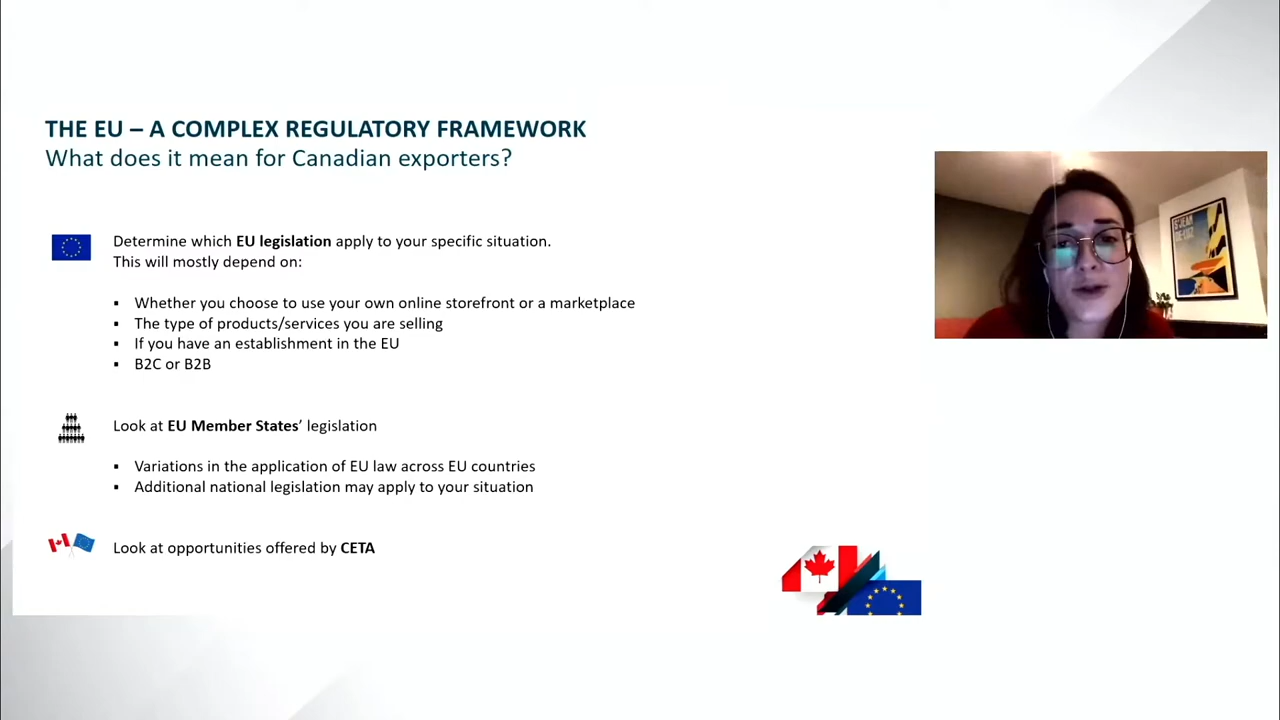 THE EU – A COMPLEX REGULATORY FRAMEWORK
What does it mean for Canadian exporters?
Determine which EU legislation apply to your specific situation.
This will mostly depend on:
▪ Whether you choose to use your own online storefront or a marketplace
▪ The type of products/services you are selling
▪ If you have an establishment in the EU
▪ B2C or B2B
Look at EU Member States’ legislation
▪ Variations in the application of EU law across EU countries
▪ Additional national legislation may apply to your situation
Look at opportunities offered by CETA
ST JEAN
DE LUZ